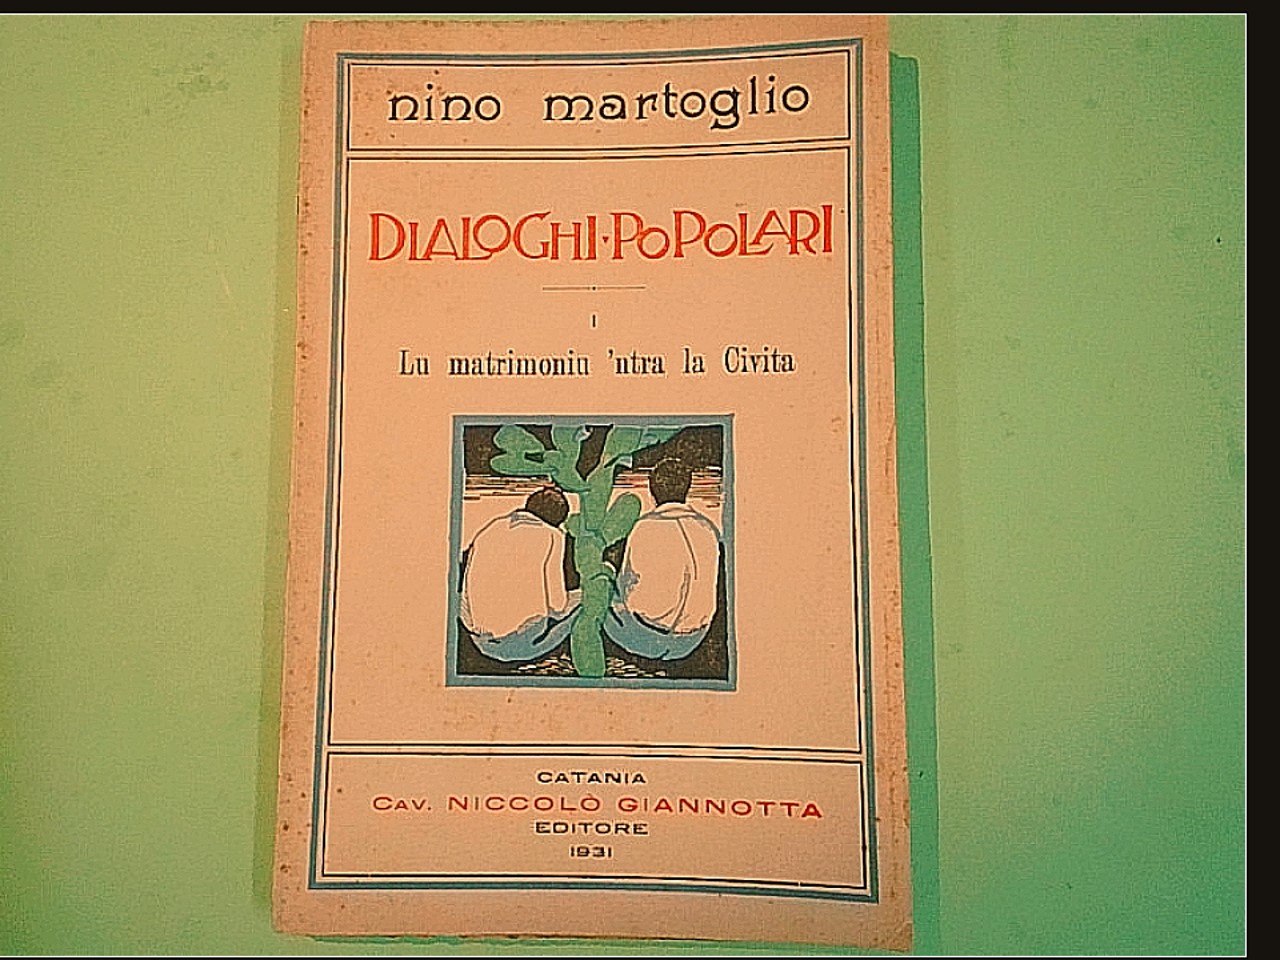 nino martoglio
DIALOGHI·POPOLARI
I
Lu matrimoniu 'ntra la Civita
CATANIA
CAV. NICCOLÒ GIANNOTTA
EDITORE
1931